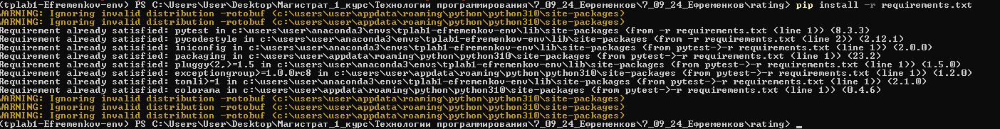 (tplab1-Efremenkov-env) PS C:\Users\User\Desktop\Магистрат_1_курс\Технологии программирования\7_09_24_Ефременков\7_09_24_Ефременков\rating> pip install -r requirements.txt
WARNING: Ignoring invalid distribution -rotobuf (c:\users\user\appdata\roaming\python\python310\site-packages)
WARNING: Ignoring invalid distribution -rotobuf (c:\users\user\appdata\roaming\python\python310\site-packages)
Requirement already satisfied: pytest in c:\users\user\anaconda3\envs\tplab1-efremenkov-env\lib\site-packages (from -r requirements.txt (line 1)) (8.3.3)
Requirement already satisfied: pycodestyle in c:\users\user\anaconda3\envs\tplab1-efremenkov-env\lib\site-packages (from -r requirements.txt (line 2)) (2.12.1)
Requirement already satisfied: iniconfig in c:\users\user\anaconda3\envs\tplab1-efremenkov-env\lib\site-packages (from pytest->-r requirements.txt (line 1)) (2.0.0)
Requirement already satisfied: packaging in c:\users\user\appdata\roaming\python\python310\site-packages (from pytest->-r requirements.txt (line 1)) (23.2)
Requirement already satisfied: pluggy<2,>=1.5 in c:\users\user\anaconda3\envs\tplab1-efremenkov-env\lib\site-packages (from pytest->-r requirements.txt (line 1)) (1.5.0)
Requirement already satisfied: exceptiongroup>=1.0.0rc8 in c:\users\user\appdata\roaming\python\python310\site-packages (from pytest->-r requirements.txt (line 1)) (1.2.0)
Requirement already satisfied: tomli>=1 in c:\users\user\anaconda3\envs\tplab1-efremenkov-env\lib\site-packages (from pytest->-r requirements.txt (line 1)) (2.1.0)
Requirement already satisfied: colorama in c:\users\user\appdata\roaming\python\python310\site-packages (from pytest->-r requirements.txt (line 1)) (0.4.6)
WARNING: Ignoring invalid distribution -rotobuf (c:\users\user\appdata\roaming\python\python310\site-packages)
WARNING: Ignoring invalid distribution -rotobuf (c:\users\user\appdata\roaming\python\python310\site-packages)
WARNING: Ignoring invalid distribution -rotobuf (c:\users\user\appdata\roaming\python\python310\site-packages)
(tplab1-Efremenkov-env) PS C:\Users\User\Desktop\Магистрат_1_курс\Технологии программирования\7_09_24_Ефременков\7_09_24_Ефременков\rating> _